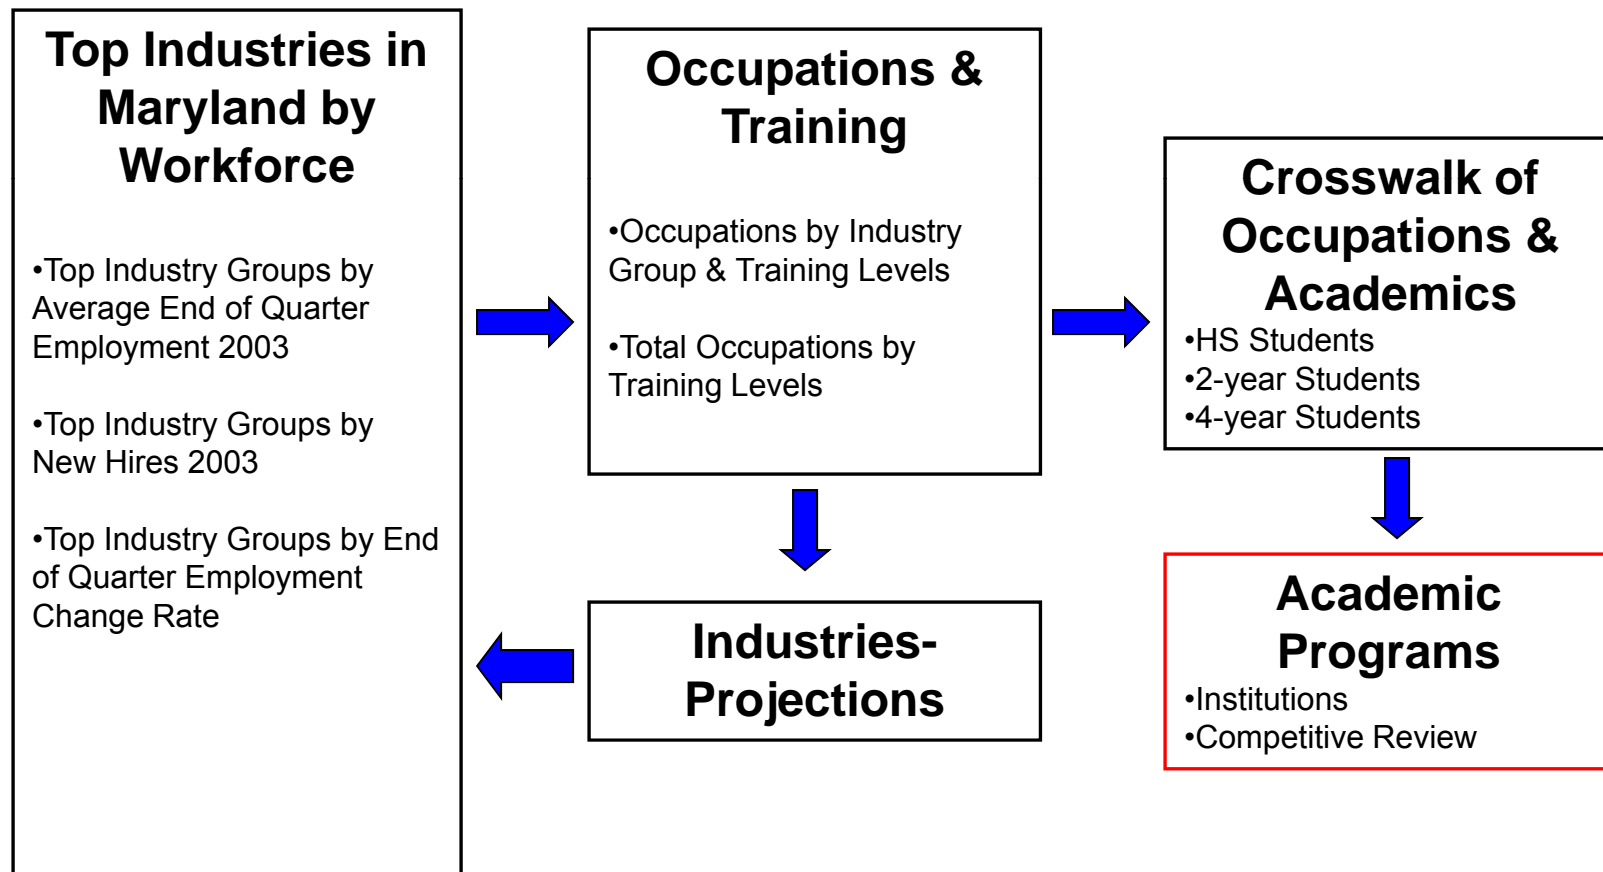 Top Industries in
Maryland by
Workforce
•Top Industry Groups by
Average End of Quarter
Employment 2003
•Top Industry Groups by
New Hires 2003
•Top Industry Groups by End
of Quarter Employment
Change Rate
Occupations &
Training
•Occupations by Industry
Group & Training Levels
•Total Occupations by
Training Levels
Industries-
Projections
Crosswalk of
Occupations &
Academics
•HS Students
•2-year Students
•4-year Students
Academic
Programs
•Institutions
•Competitive Review